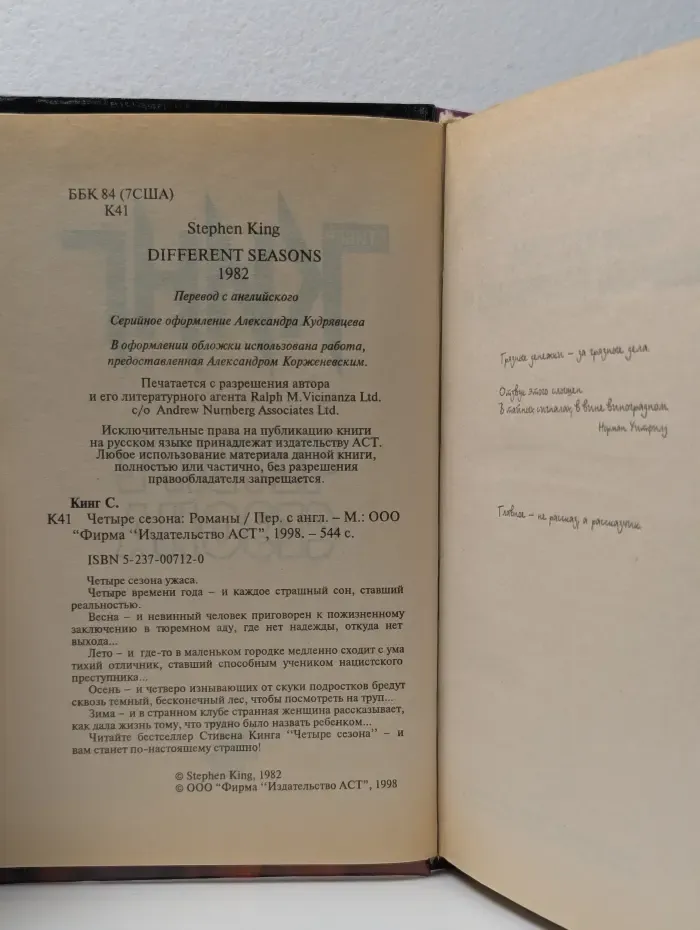 ББК 84 (7США)
К41
Stephen King
DIFFERENT SEASONS
1982
Перевод с английского
Серийное оформление Александра Кудрявцева
В оформлении обложки использована работа,
предоставленная Александром Корженевским.
Печатается с разрешения автора
и его литературного агента Ralph M.Vicinanza Ltd.
c/o Andrew Nurnberg Associates Ltd.
Исключительные права на публикацию книги
на русском языке принадлежат издательству АСТ.
Любое использование материала данной книги,
полностью или частично, без разрешения
правообладателя запрещается.
Кинг С.
К41 Четыре сезона: Романы / Пер. с англ. – М.: ООО
“Фирма “Издательство АСТ”, 1998. – 544 с.
ISBN 5-237-00712-0
Четыре сезона ужаса.
Четыре времени года – и каждое страшный сон, ставший
реальностью.
Весна – и невинный человек приговорен к пожизненному
заключению в тюремном аду, где нет надежды, откуда нет
выхода...
Лето – и где-то в маленьком городке медленно сходит с ума
тихий отличник, ставший способным учеником нацистского
преступника...
Осень – и четверо изнывающих от скуки подростков бредут
сквозь темный, бесконечный лес, чтобы посмотреть на труп...
Зима – и в странном клубе странная женщина рассказывает,
как дала жизнь тому, что трудно было назвать ребенком...
Читайте бестселлер Стивена Кинга “Четыре сезона” – и
вам станет по-настоящему страшно!
© Stephen King, 1982
© ООО “Фирма “Издательство АСТ”, 1998
Грязные денежки – за грязные дела.
этого
В тайных сигналах, в вине виноградном
Норман Уитфилд
Главное – не рассказ, а рассказчик.